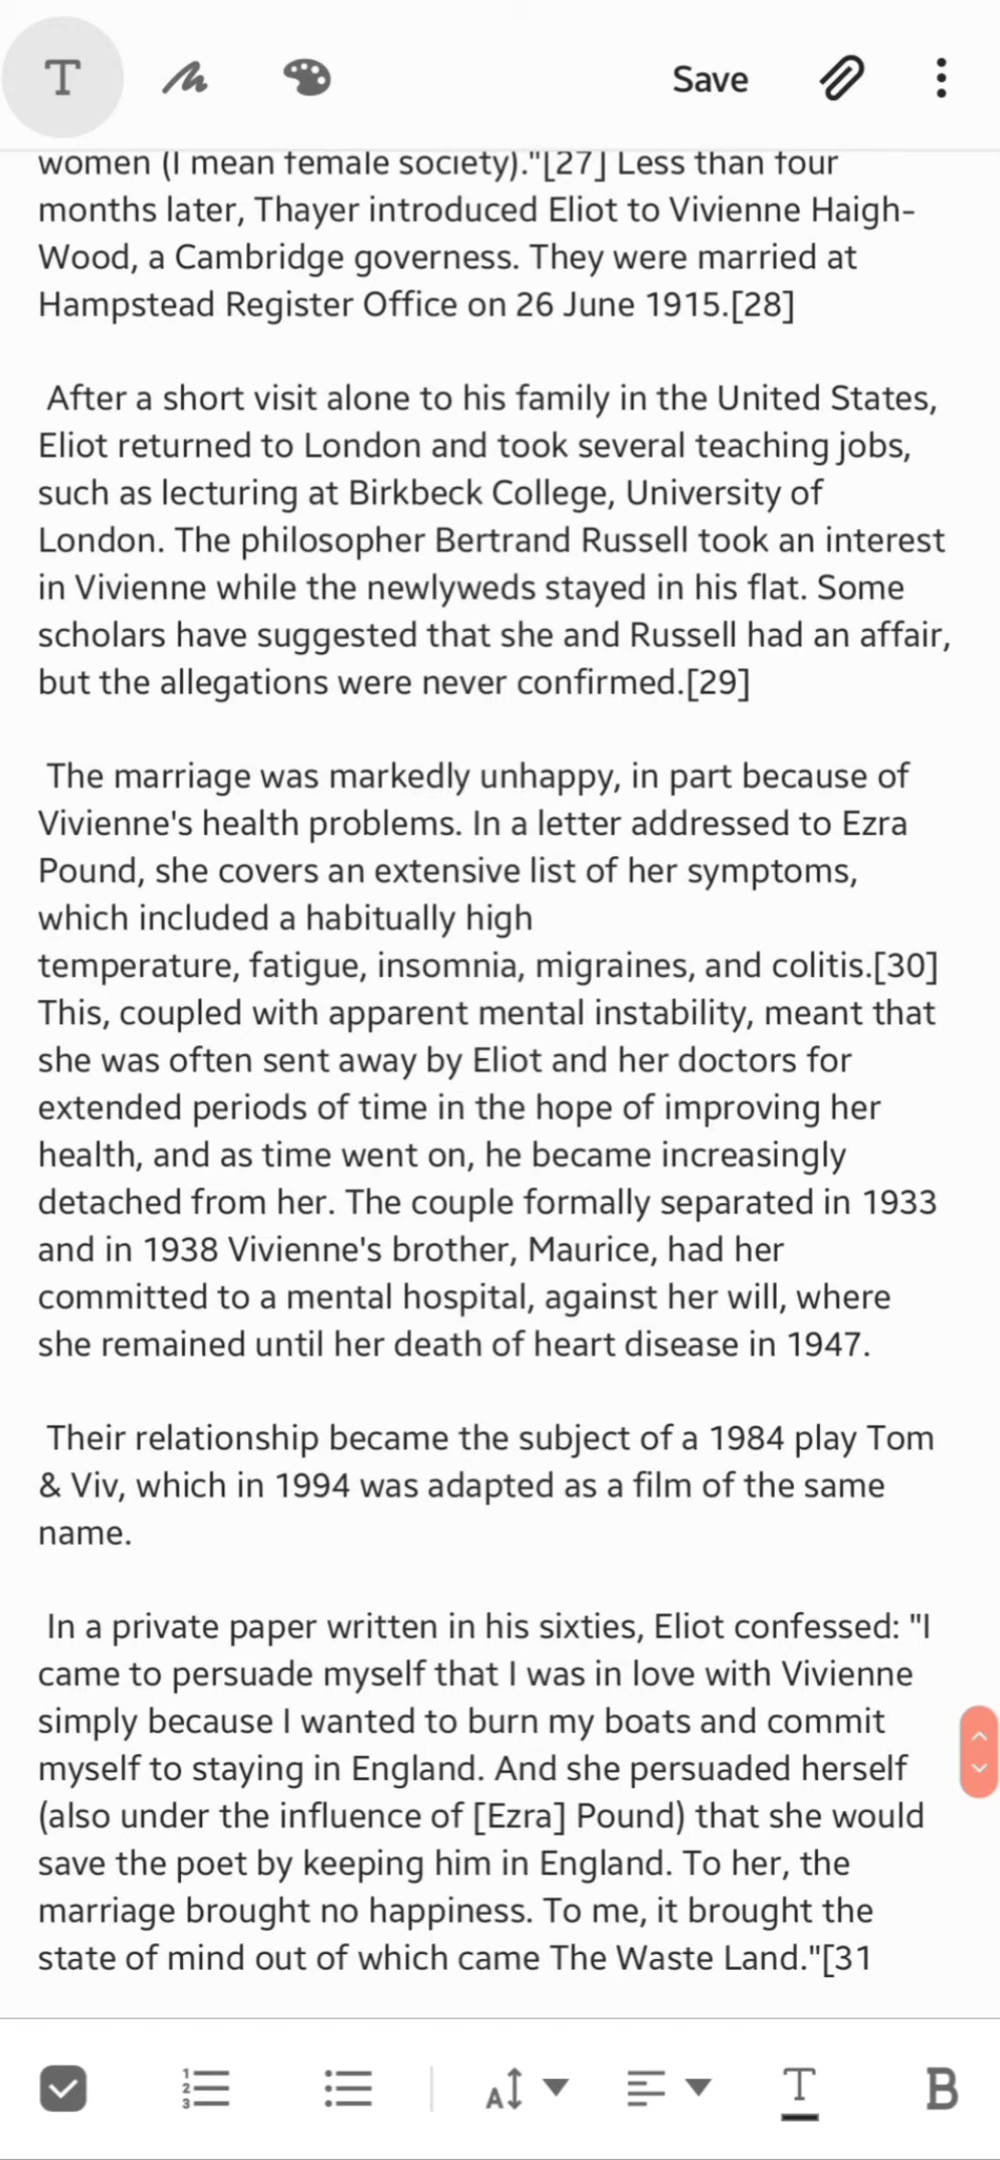 T
Save
women (I mean female society)."[27] Less than four
months later, Thayer introduced Eliot to Vivienne Haigh-
Wood, a Cambridge governess. They were married at
Hampstead Register Office on 26 June 1915.[28]
After a short visit alone to his family in the United States,
Eliot returned to London and took several teaching jobs,
such as lecturing at Birkbeck College, University of
London. The philosopher Bertrand Russell took an interest
in Vivienne while the newlyweds stayed in his flat. Some
scholars have suggested that she and Russell had an affair,
but the allegations were never confirmed.[29]
The marriage was markedly unhappy, in part because of
Vivienne's health problems. In a letter addressed to Ezra
Pound, she covers an extensive list of her symptoms,
which included a habitually high
temperature, fatigue, insomnia, migraines, and colitis.[30]
This, coupled with apparent mental instability, meant that
she was often sent away by Eliot and her doctors for
extended periods of time in the hope of improving her
health, and as time went on, he became increasingly
detached from her. The couple formally separated in 1933
and in 1938 Vivienne's brother, Maurice, had her
committed to a mental hospital, against her will, where
she remained until her death of heart disease in 1947.
Their relationship became the subject of a 1984 play Tom
& Viv, which in 1994 was adapted as a film of the same
name.
In a private paper written in his sixties, Eliot confessed: "I
came to persuade myself that I was in love with Vivienne
simply because I wanted to burn my boats and commit
myself to staying in England. And she persuaded herself
(also under the influence of [Ezra] Pound) that she would
save the poet by keeping him in England. To her, the
marriage brought no happiness. To me, it brought the
state of mind out of which came The Waste Land."[31
1
2
3
A
T
B